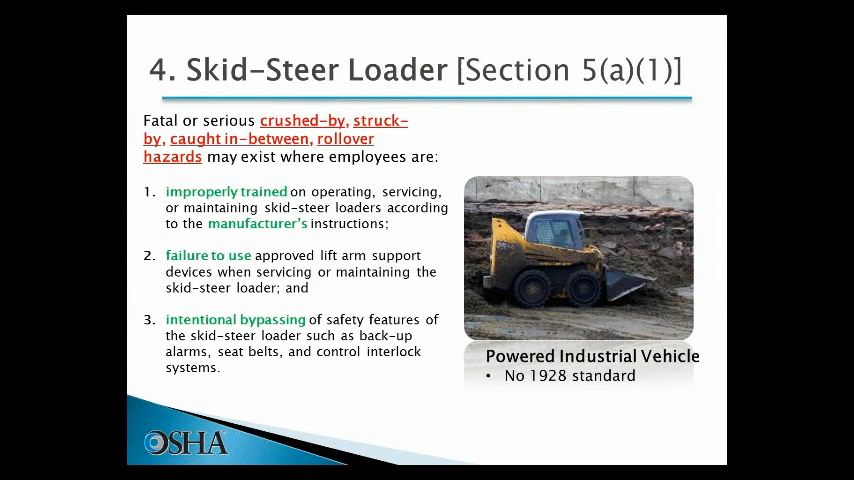 4. Skid-Steer Loader [Section 5(a)(1)]
Fatal or serious crushed-by, struck-
by, caught in-between, rollover
hazards may exist where employees are:
1. improperly trained on operating, servicing,
or maintaining skid-steer loaders according
to the manufacturer's instructions;
2. failure to use approved lift arm support
devices when servicing or maintaining the
skid-steer loader; and
3. intentional bypassing of safety features of
the skid-steer loader such as back-up
alarms, seat belts, and control interlock
systems.
Powered Industrial Vehicle
• No 1928 standard
OSHA